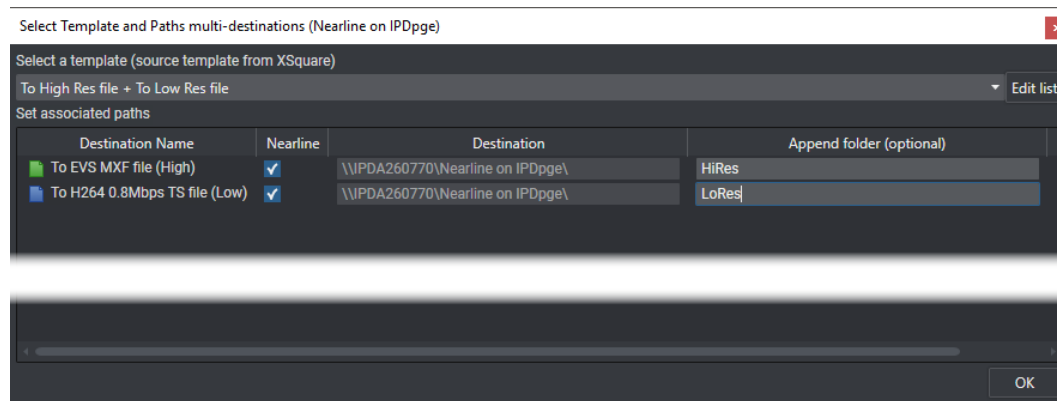 Select Template and Paths multi-destinations (Nearline on IPDpge)
Select a template (source template from XSquare)
To High Res file + To Low Res file
Edit list
Set associated paths
Destination Name Nearline Destination Append folder (optional)
To EVS MXF file (High) \\IPDA260770\Nearline on IPDpge\ HiRes
To H264 0.8Mbps TS file (Low) \\IPDA260770\Nearline on IPDpge\ LoRes
OK